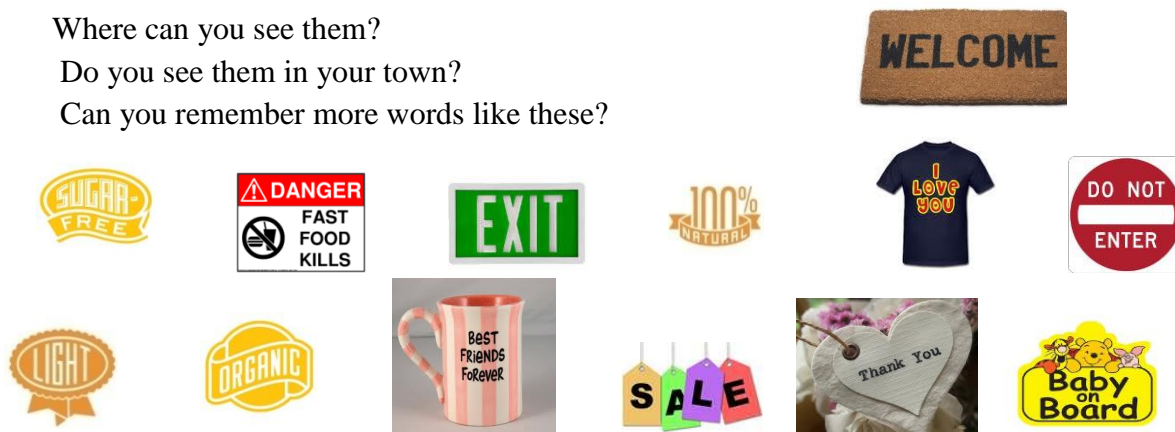 Where can you see them?
Do you see them in your town?
Can you remember more words like these?
WELCOME
SUGAR-
FREE
DANGER
FAST
FOOD
KILLS
EXIT
100%
NATURAL
I
LOVE
YOU
DO NOT
ENTER
LIGHT
ORGANIC
BEST
FRIENDS
FOREVER
SALE
Thank You
Baby
on
Board